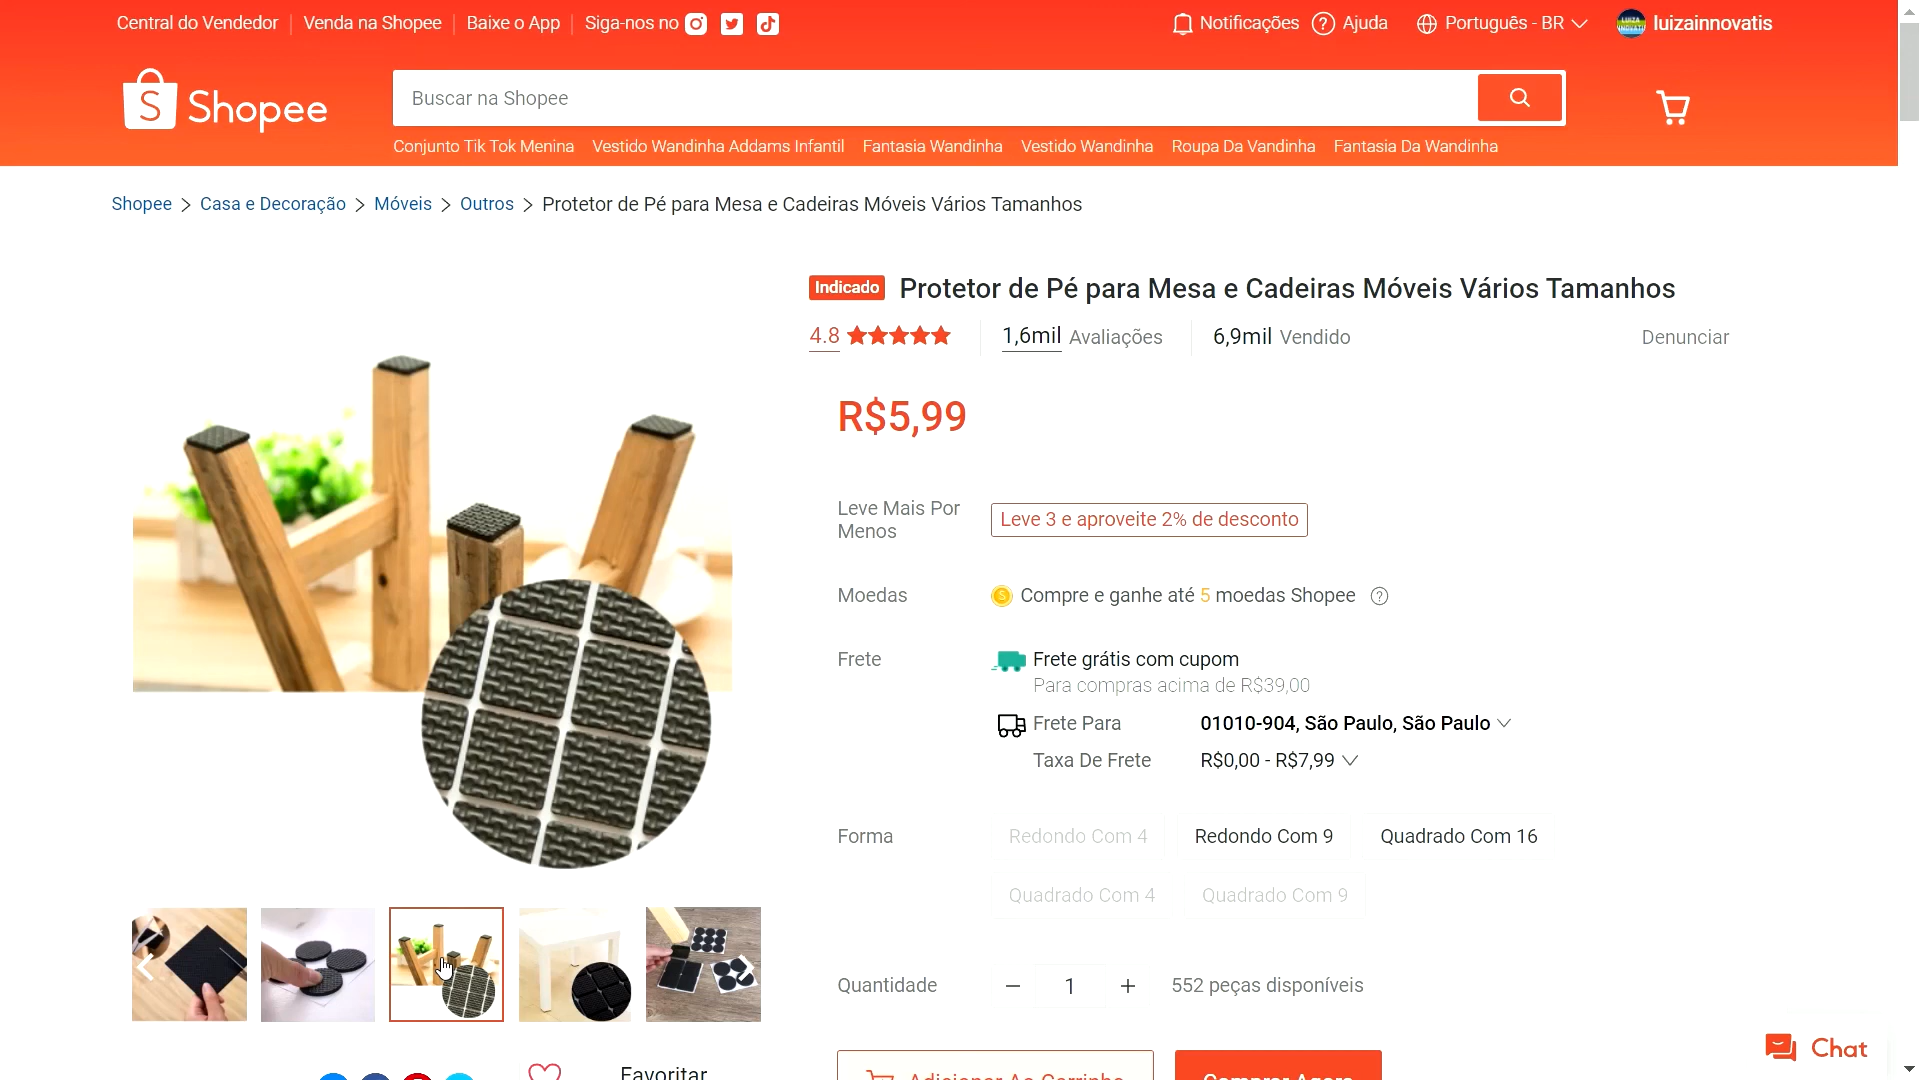 Central do Vendedor
Venda na Shopee
Baixe o App
Siga-nos no
Notificações
Ajuda
Português - BR
luizainnovatis
Shopee
Buscar na Shopee
Conjunto Tik Tok Menina
Vestido Wandinha Addams Infantil
Fantasia Wandinha
Vestido Wandinha
Roupa Da Vandinha
Fantasia Da Wandinha
Shopee > Casa e Decoração > Móveis > Outros > Protetor de Pé para Mesa e Cadeiras Móveis Vários Tamanhos
Indicado Protetor de Pé para Mesa e Cadeiras Móveis Vários Tamanhos
4.8
1,6mil Avaliações
6,9mil Vendido
Denunciar
R$5,99
Leve Mais Por
Menos
Leve 3 e aproveite 2% de desconto
Moedas
Compre e ganhe até 5 moedas Shopee
Frete
Frete grátis com cupom
Para compras acima de R$39,00
Frete Para
01010-904, São Paulo, São Paulo
Taxa De Frete
R$0,00 - R$7,99
Forma
Redondo Com 4
Redondo Com 9
Quadrado Com 16
Quadrado Com 4
Quadrado Com 9
Quantidade
1
552 peças disponíveis
Chat
Favoritar
Adicionar Ao Carrinho
Comprar Agora